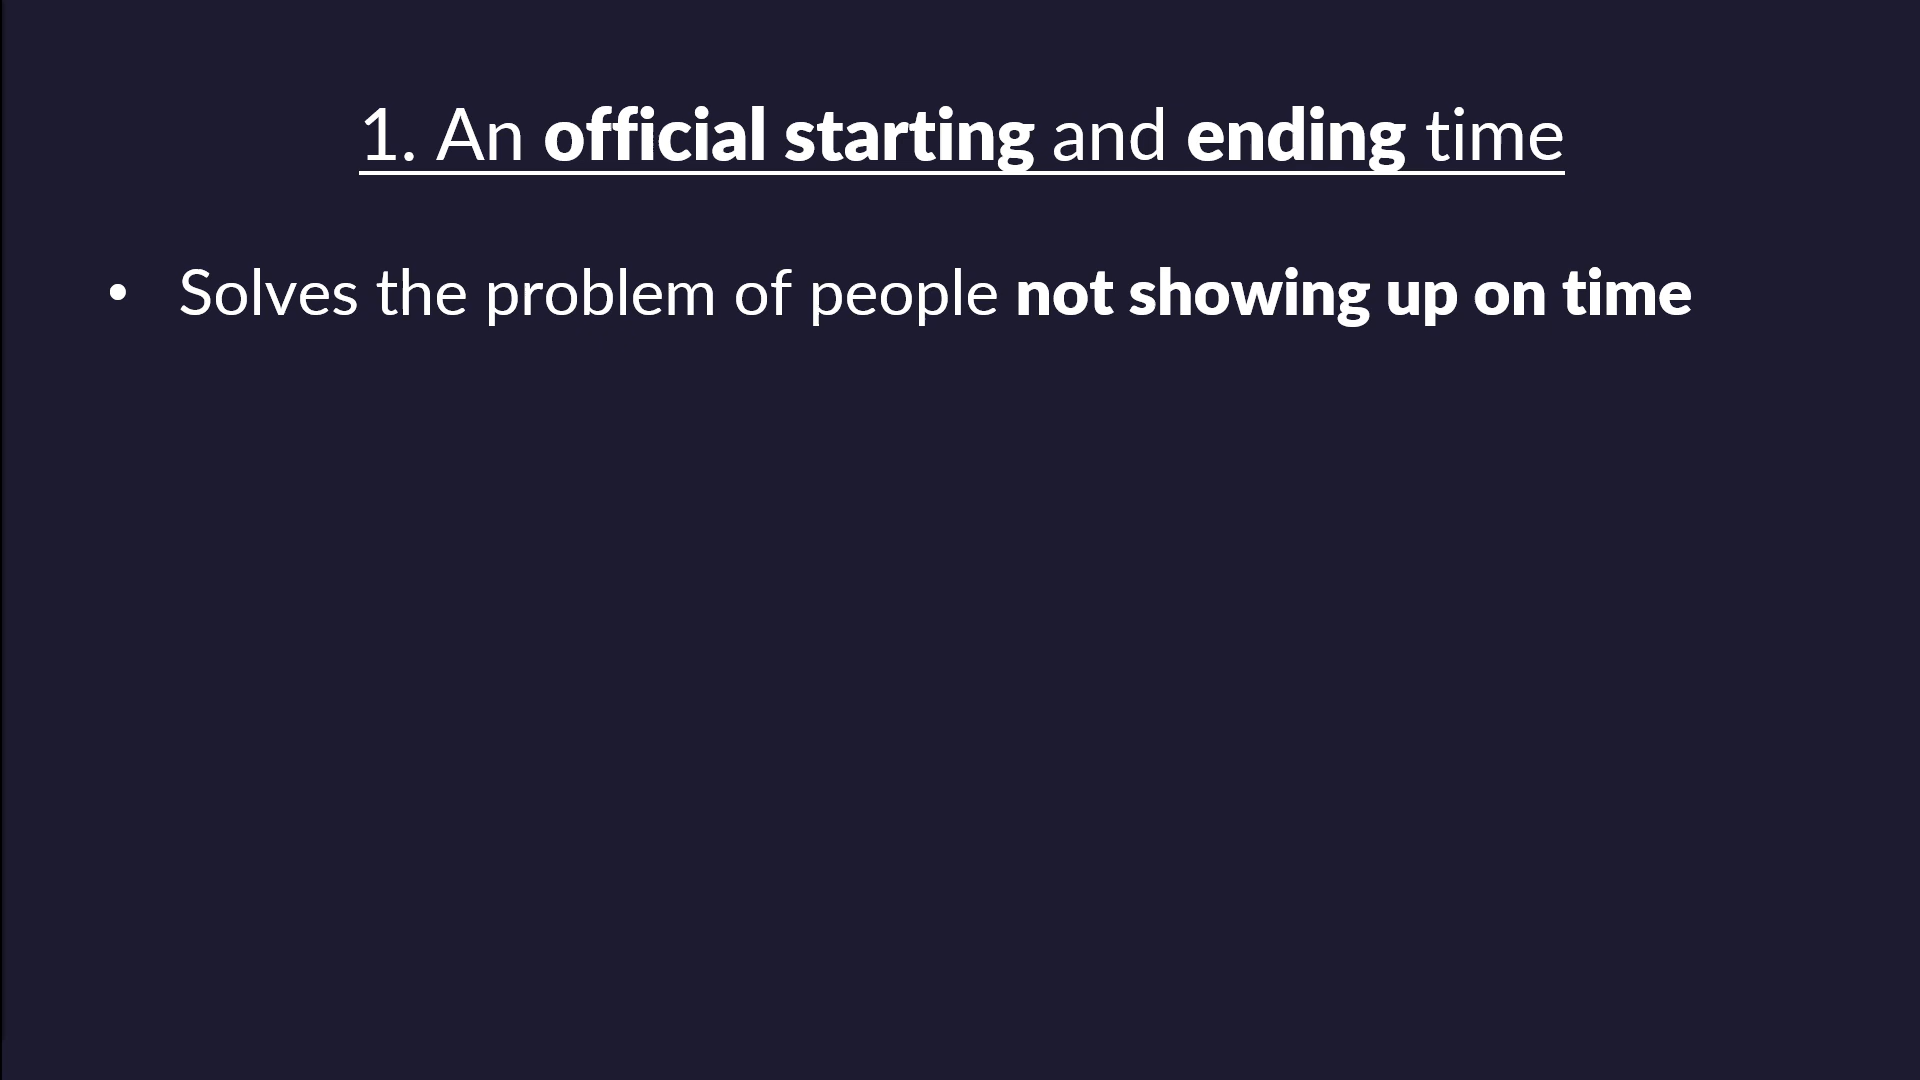 1. An official starting and ending time
• Solves the problem of people not showing up on time